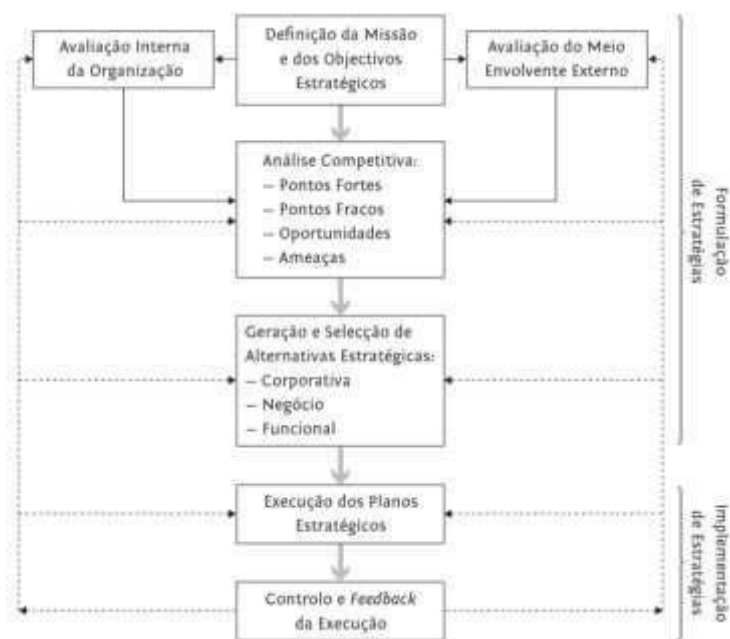 Definição da Missão
e dos Objectivos
Estratégicos
Avaliação Interna
da Organização
Avaliação do Meio
Envolvente Externo
Análise Competitiva:
– Pontos Fortes
– Pontos Fracos
– Oportunidades
– Ameaças
Geração e Selecção de
Alternativas Estratégicas:
– Corporativa
– Negócio
– Funcional
Execução dos Planos
Estratégicos
Controlo e Feedback
da Execução
Formulação
de Estratégias
Implementação
de Estratégias